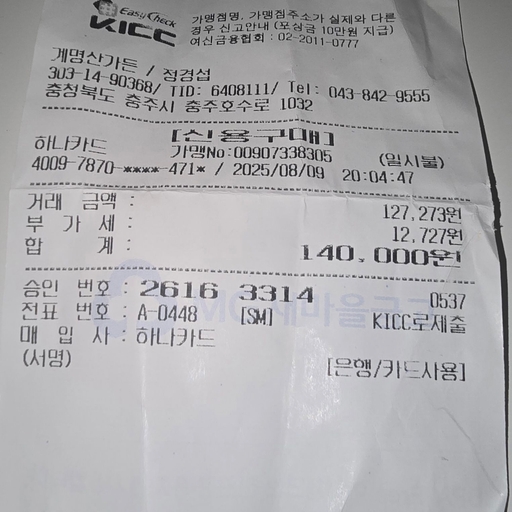 Easy Check
KICC
가맹점명, 가맹점주소가 실제와 다른
경우 신고안내 (포상금 10만원 지급)
여신금융협회 : 02-2011-0777
계명산가든 / 정경섭
303-14-90368/ TID: 6408111/ Tel: 043-842-9555
충청북도 충주시 충주호수로 1032
[신용구매]
하나카드 가맹No:00907338305 (일시불)
4009-7870-****-471* / 2025/08/09 20:04:47
거래 금액 : 127,273원
부 가 세 : 12,727원
합 계 : 140,000원
승인 번호 : 2616 3314 0537
전표 번호 : A-0448 [SM] KICC로제출
매 입 사 : 하나카드
(서명) [은행/카드사용]